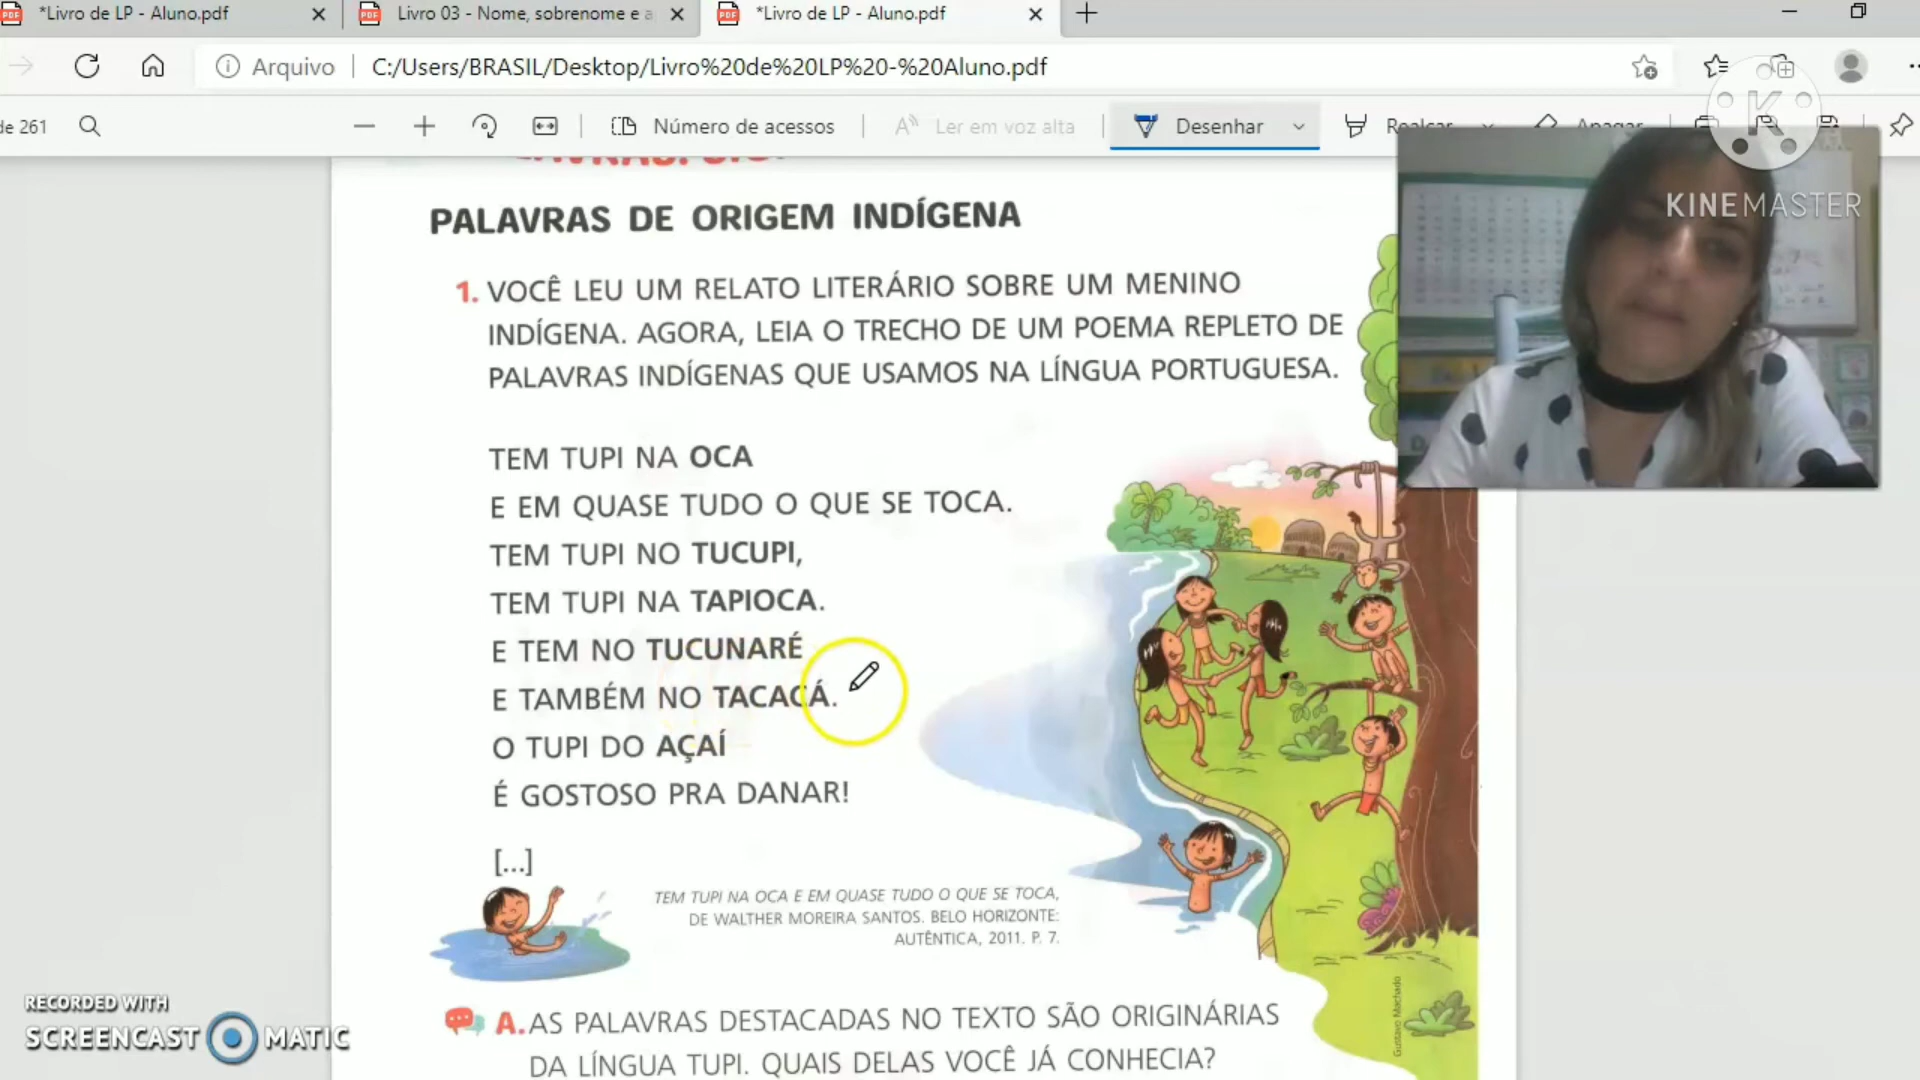 *Livro de LP - Aluno.pdf
Livro 03 - Nome, sobrenome e a
*Livro de LP - Aluno.pdf
Arquivo
C:/Users/BRASIL/Desktop/Livro%20de%20LP%20-%20Aluno.pdf
de 261
Número de acessos
Ler em voz alta
Desenhar
Realçar
Apagar
KINEMASTER
PALAVRAS DE ORIGEM INDÍGENA
1. VOCÊ LEU UM RELATO LITERÁRIO SOBRE UM MENINO
INDÍGENA. AGORA, LEIA O TRECHO DE UM POEMA REPLETO DE
PALAVRAS INDÍGENAS QUE USAMOS NA LÍNGUA PORTUGUESA.
TEM TUPI NA OCA
E EM QUASE TUDO O QUE SE TOCA.
TEM TUPI NO TUCUPI,
TEM TUPI NA TAPIOCA.
E TEM NO TUCUNARÉ
E TAMBÉM NO TACACÁ.
O TUPI DO AÇAÍ
É GOSTOSO PRA DANAR!
[...]
TEM TUPI NA OCA E EM QUASE TUDO O QUE SE TOCA,
DE WALTHER MOREIRA SANTOS. BELO HORIZONTE:
AUTÊNTICA, 2011. P. 7.
Gustavo Machado
A. AS PALAVRAS DESTACADAS NO TEXTO SÃO ORIGINÁRIAS
DA LÍNGUA TUPI. QUAIS DELAS VOCÊ JÁ CONHECIA?
RECORDED WITH
SCREENCAST MATIC